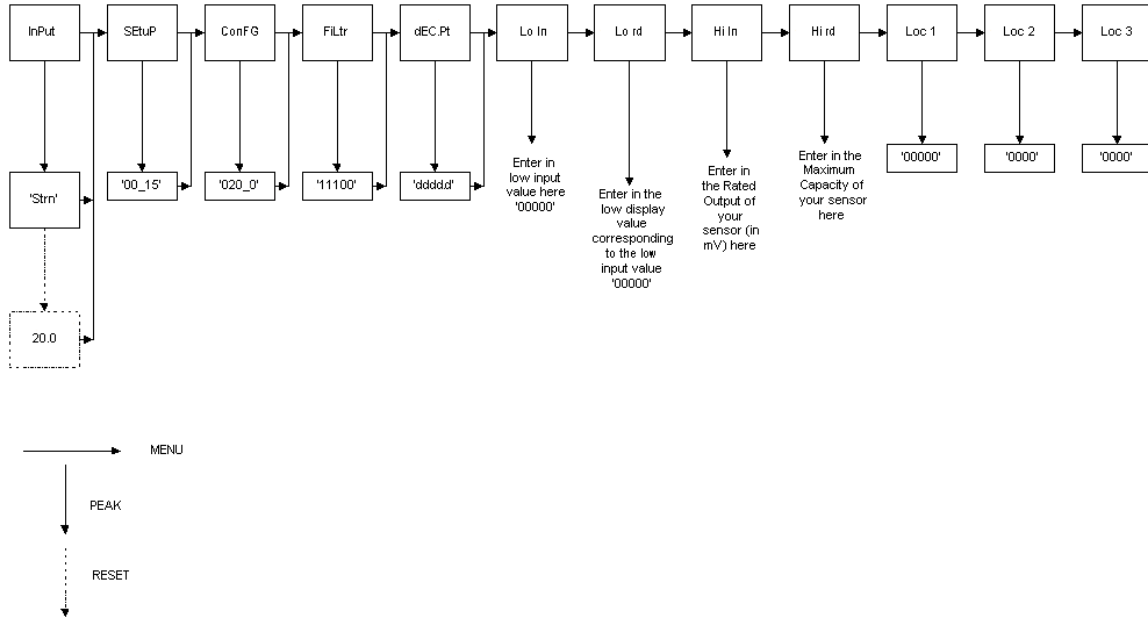 InPut
SEtuP
ConFG
FiLtr
dEC.Pt
Lo In
Lo rd
Hi In
Hi rd
Loc 1
Loc 2
Loc 3
'Strn'
'00_15'
'020_0'
'11100'
'dddd.d'
Enter in
low input
value here
'00000'
Enter in the
low display
value
corresponding
to the low
input value
'00000'
Enter in
the Rated
Output of
your
sensor (in
mV) here
Enter in the
Maximum
Capacity of
your sensor
here
'00000'
'0000'
'0000'
20.0
MENU
PEAK
RESET